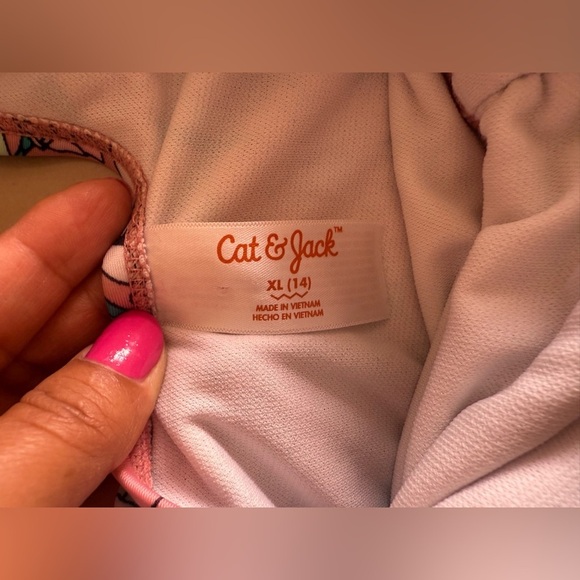 Cat & Jack™
XL (14)
MADE IN VIETNAM
HECHO EN VIETNAM